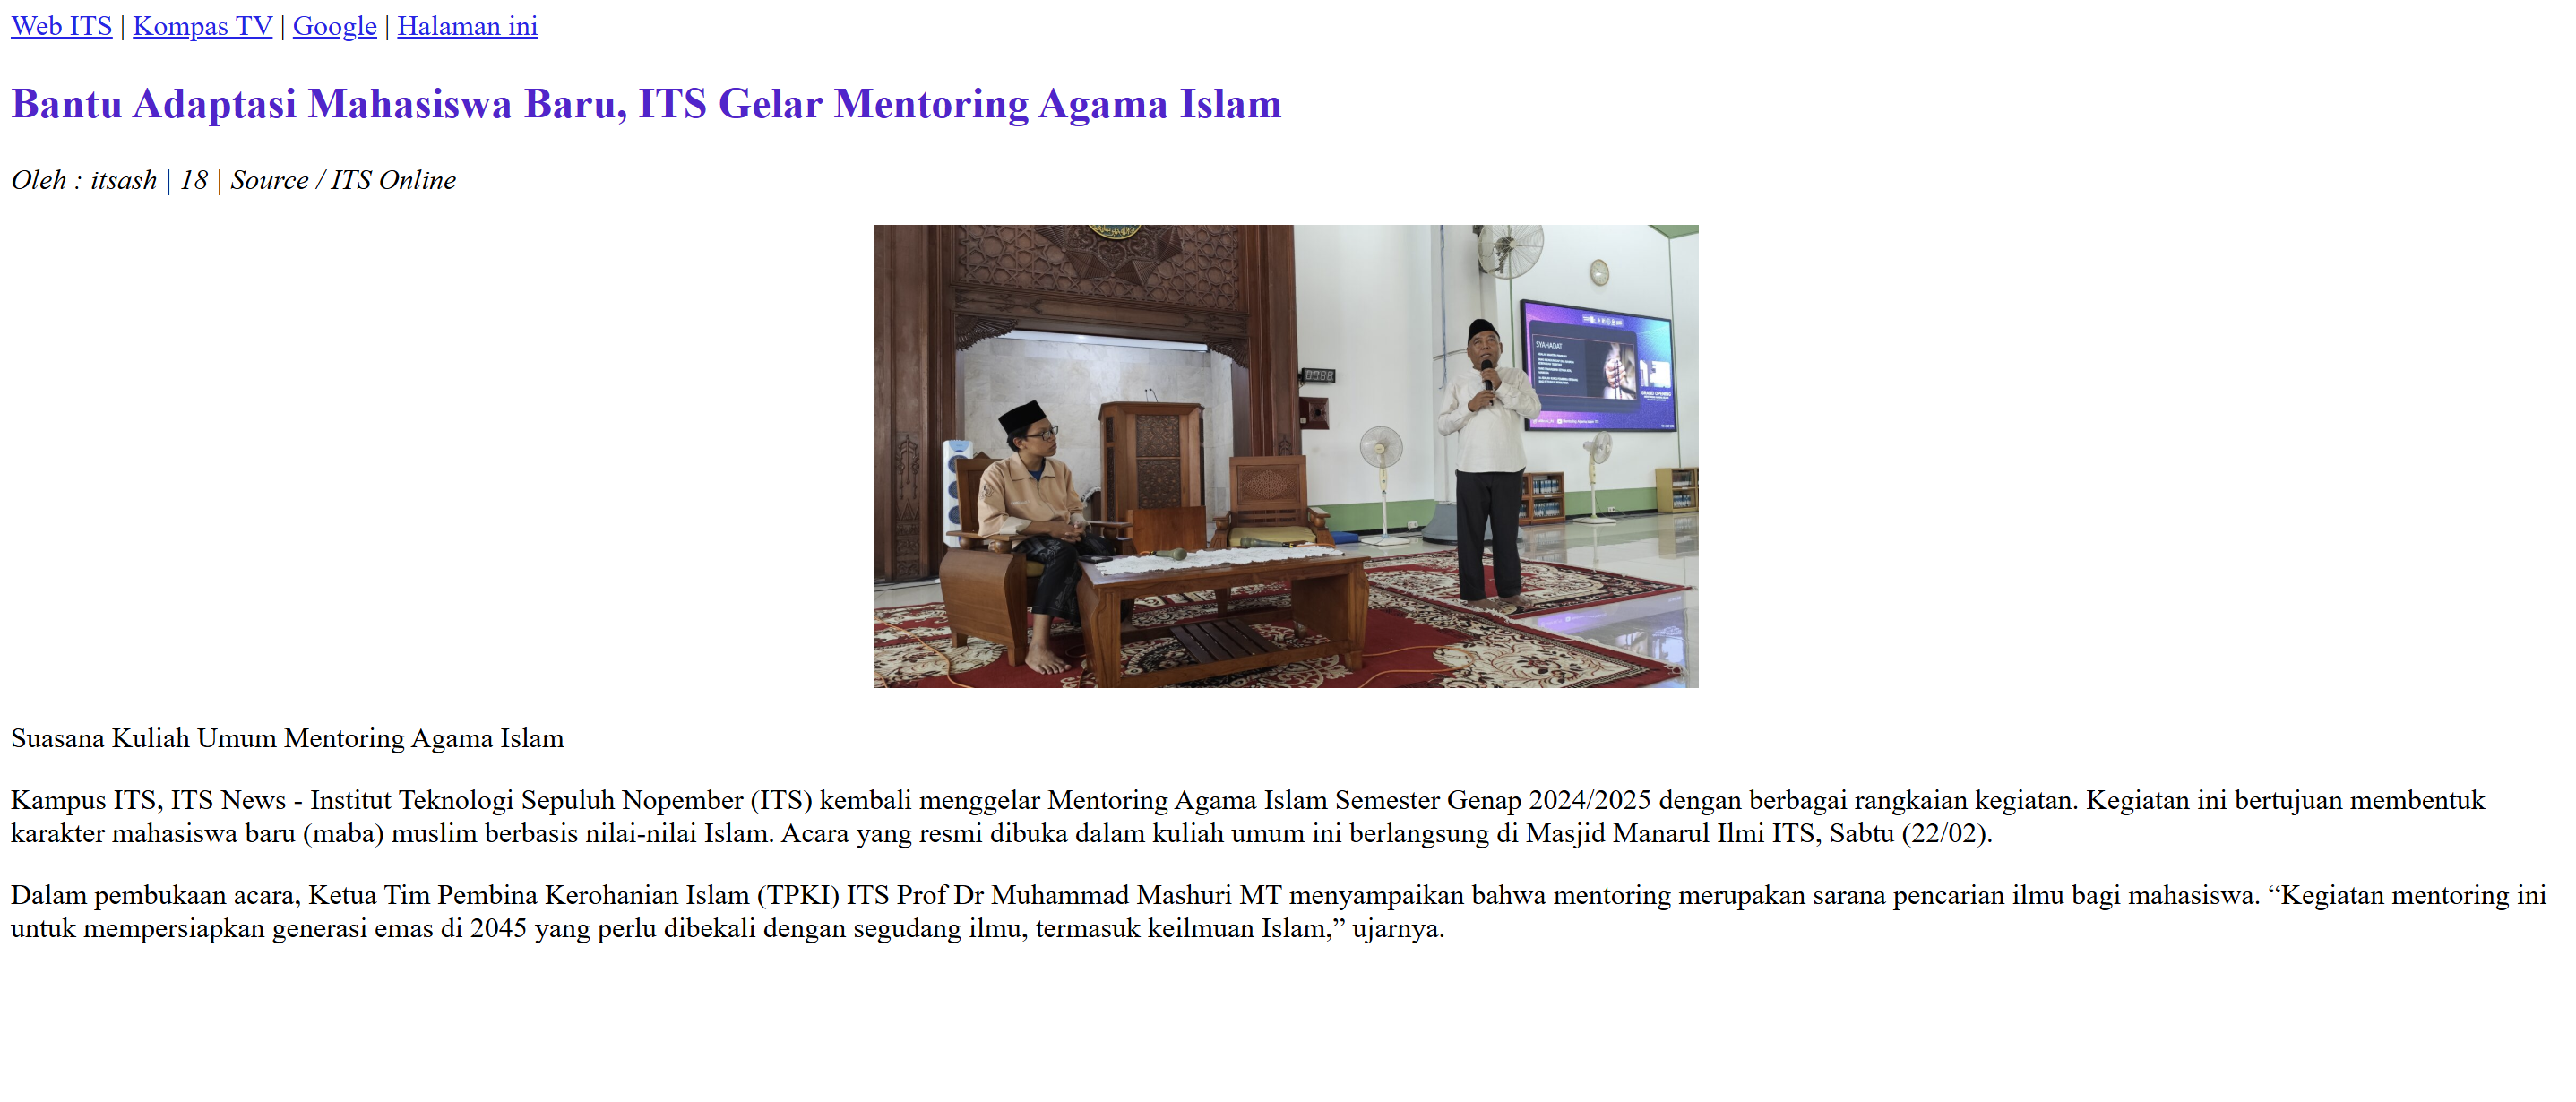 Web ITS | Kompas TV | Google | Halaman ini
Bantu Adaptasi Mahasiswa Baru, ITS Gelar Mentoring Agama Islam
Oleh : itsash | 18 | Source / ITS Online
SYAHADAT
GRAND OPENING
Suasana Kuliah Umum Mentoring Agama Islam
Kampus ITS, ITS News - Institut Teknologi Sepuluh Nopember (ITS) kembali menggelar Mentoring Agama Islam Semester Genap 2024/2025 dengan berbagai rangkaian kegiatan. Kegiatan ini bertujuan membentuk
karakter mahasiswa baru (maba) muslim berbasis nilai-nilai Islam. Acara yang resmi dibuka dalam kuliah umum ini berlangsung di Masjid Manarul Ilmi ITS, Sabtu (22/02).
Dalam pembukaan acara, Ketua Tim Pembina Kerohanian Islam (TPKI) ITS Prof Dr Muhammad Mashuri MT menyampaikan bahwa mentoring merupakan sarana pencarian ilmu bagi mahasiswa. “Kegiatan mentoring ini
untuk mempersiapkan generasi emas di 2045 yang perlu dibekali dengan segudang ilmu, termasuk keilmuan Islam,” ujarnya.